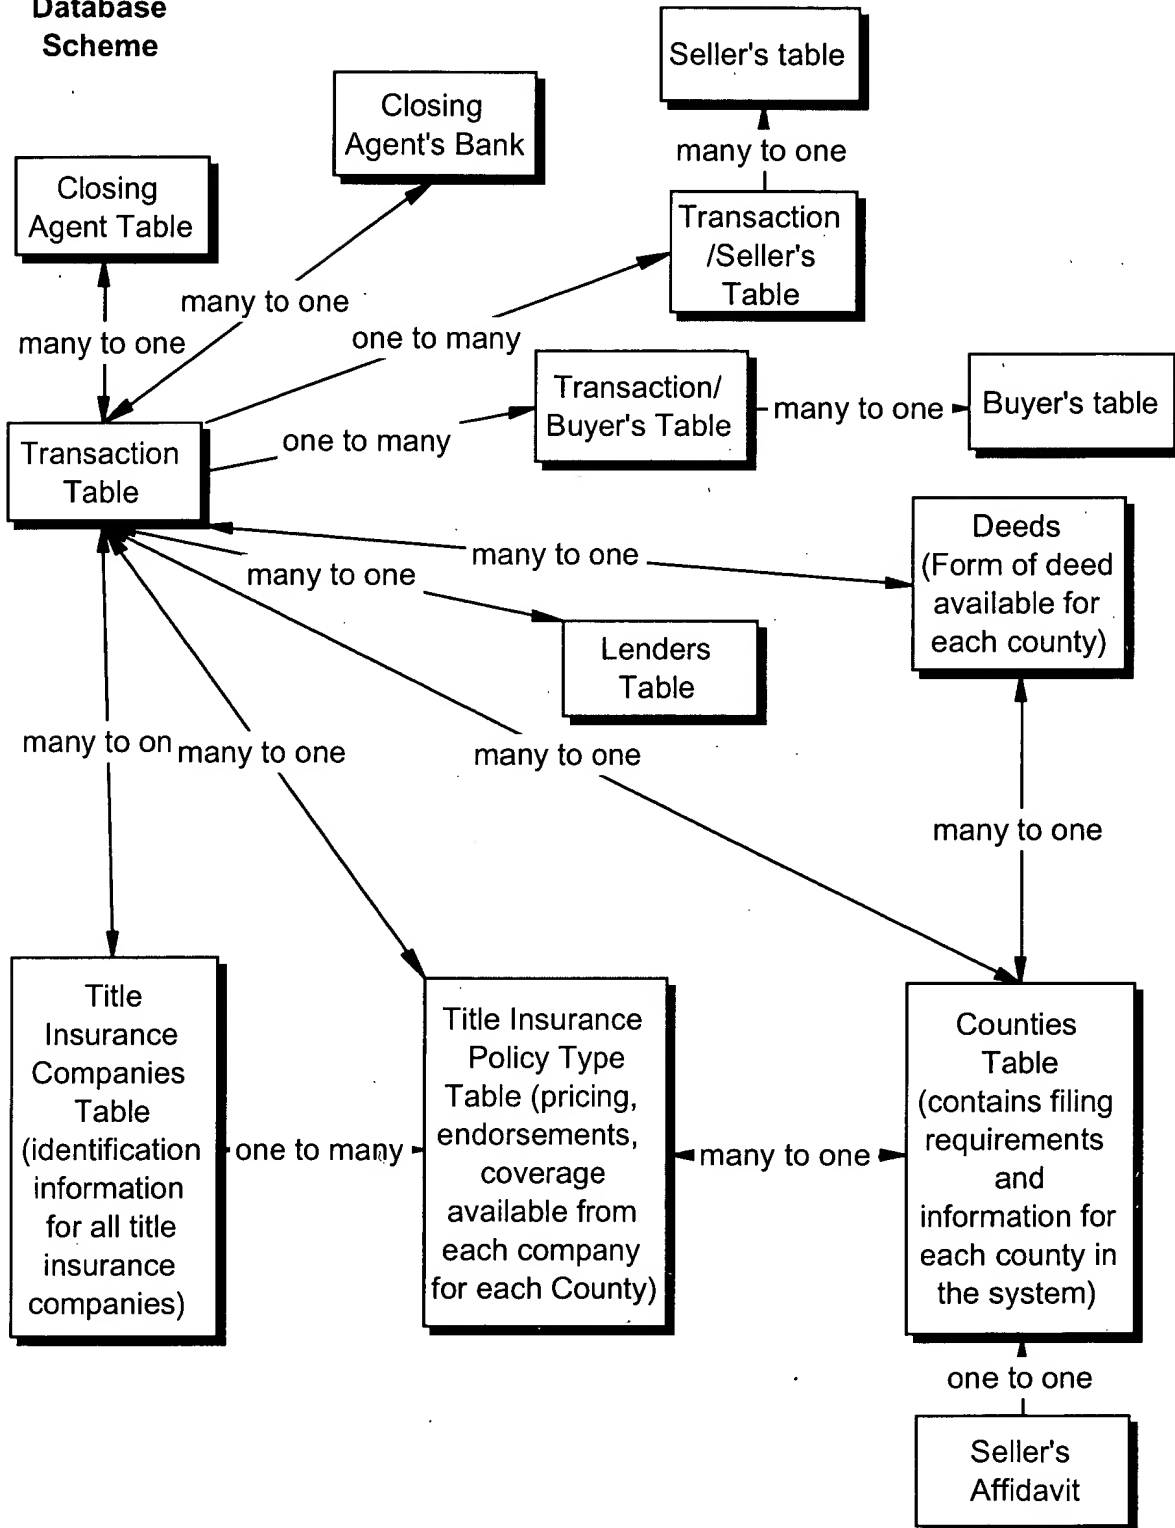 Database
Scheme
Seller's table
Closing
Agent's Bank
many to one
Closing
Agent Table
Transaction
/Seller's
Table
many to one
many to one
one to many
Transaction/
Buyer's Table
many to one
Buyer's table
one to many
Transaction
Table
Deeds
(Form of deed
available for
each county)
many to one
many to one
Lenders
Table
many to on
many to one
many to one
many to one
Title
Insurance
Companies
Table
(identification
information
for all title
insurance
companies)
one to many
Title Insurance
Policy Type
Table (pricing,
endorsements,
coverage
available from
each company
for each County)
many to one
Counties
Table
(contains filing
requirements
and
information for
each county in
the system)
one to one
Seller's
Affidavit